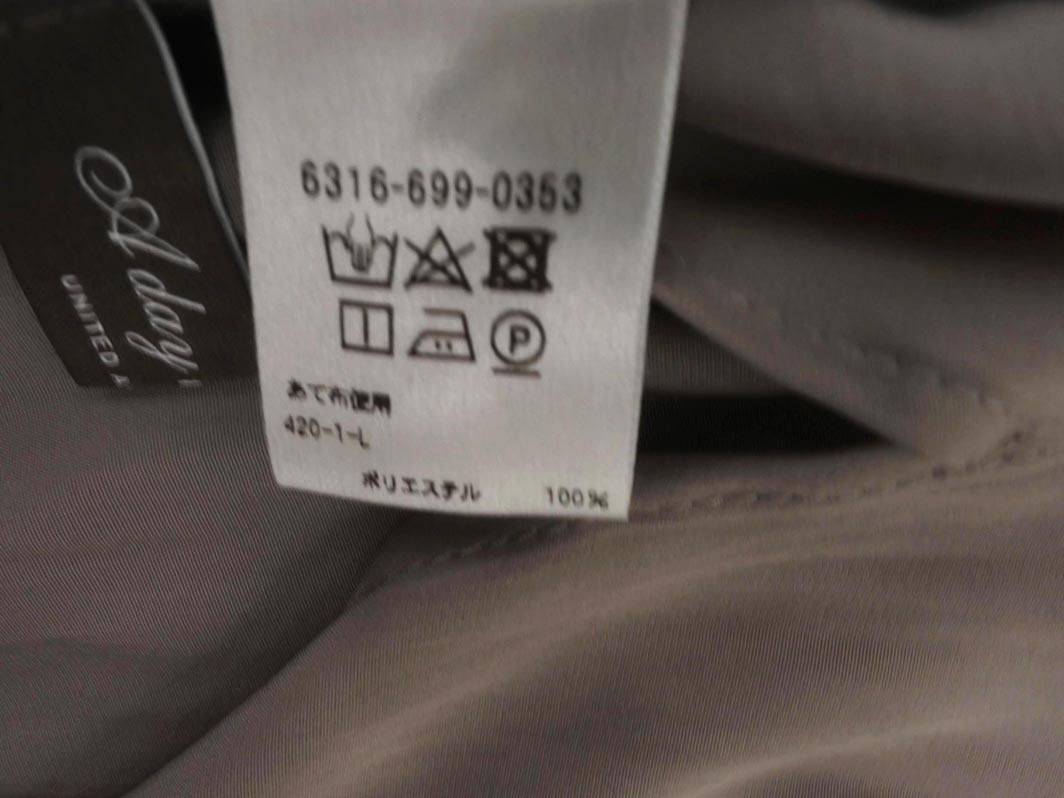 A day
UNITED A
6316-699-0353
P
あて布使用
420-1-L
ポリエステル 100%